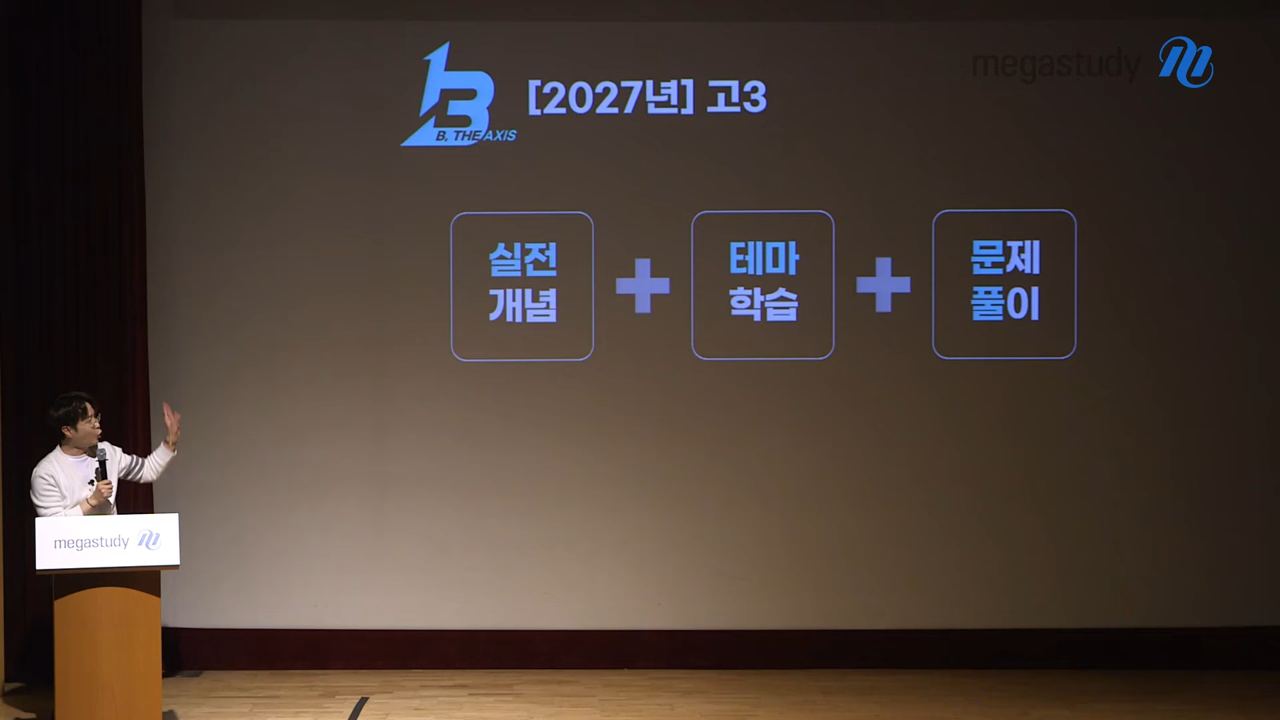 megastudy
B, THE AXIS
[2027년] 고3
실전
개념
테마
학습
문제
풀이
megastudy